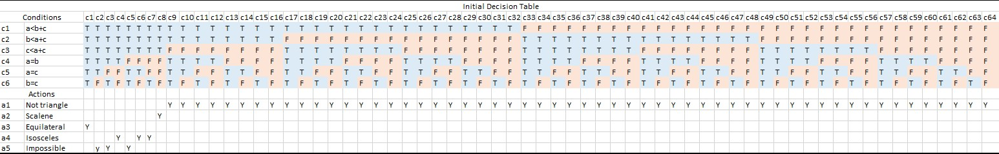 Initial Decision Table
Conditions c1 c2 c3 c4 c5 c6 c7 c8 c9 c10 c11 c12 c13 c14 c15 c16 c17 c18 c19 c20 c21 c22 c23 c24 c25 c26 c27 c28 c29 c30 c31 c32 c33 c34 c35 c36 c37 c38 c39 c40 c41 c42 c43 c44 c45 c46 c47 c48 c49 c50 c51 c52 c53 c54 c55 c56 c57 c58 c59 c60 c61 c62 c63 c64
c1 a<b+c T T T T T T T T T T T T T T T T T T T T T T T T T T T T T T T T F F F F F F F F F F F F F F F F F F F F F F F F F F F F F F F F
c2 b<a+c T T T T T T T T T T T T T T T T F F F F F F F F F F F F F F F F T T T T T T T T T T T T T T T T F F F F F F F F F F F F F F F F
c3 c<a+c T T T T T T T T F F F F F F F F T T T T T T T T F F F F F F F F T T T T T T T T F F F F F F F F T T T T T T T T F F F F F F F F
c4 a=b T T T T F F F F T T T T F F F F T T T T F F F F T T T T F F F F T T T T F F F F T T T T F F F F T T T T F F F F T T T T F F F F
c5 a=c T T F F T T F F T T F F T T F F T T F F T T F F T T F F T T F F T T F F T T F F T T F F T T F F T T F F T T F F T T F F T T F F
c6 b=c T F T F T F T F T F T F T F T F T F T F T F T F T F T F T F T F T F T F T F T F T F T F T F T F T F T F T F T F T F T F T F T F
Actions
a1 Not triangle Y Y Y Y Y Y Y Y Y Y Y Y Y Y Y Y Y Y Y Y Y Y Y Y Y Y Y Y Y Y Y Y Y Y Y Y Y Y Y Y Y Y Y Y Y Y Y Y Y Y Y Y Y Y Y Y
a2 Scalene Y
a3 Equilateral Y
a4 Isosceles Y Y Y
a5 Impossible y Y Y